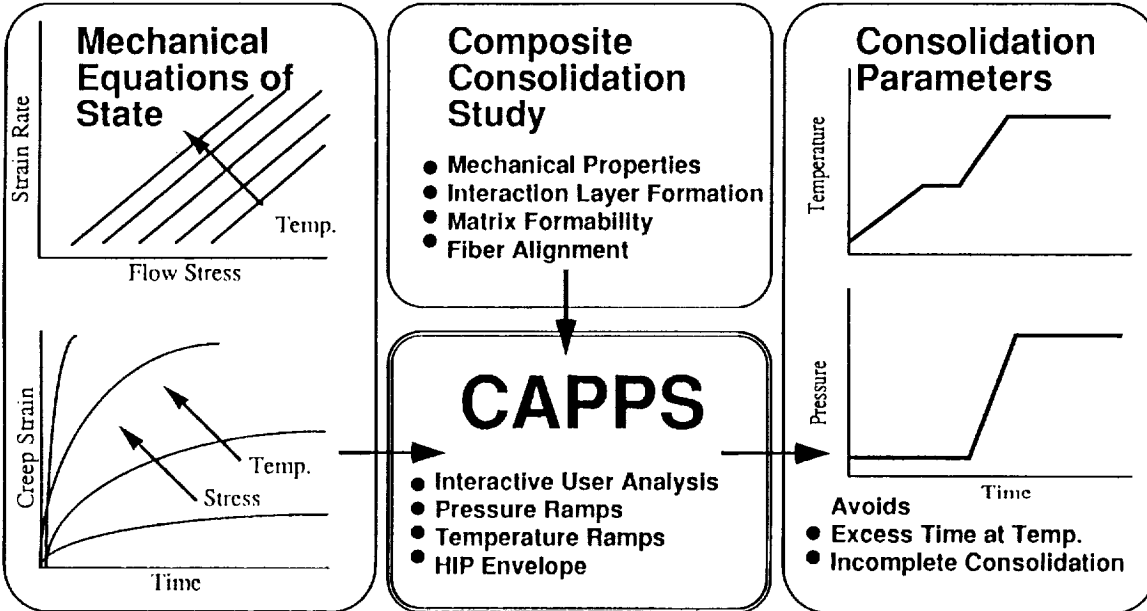 Mechanical
Equations of
State
Strain Rate
Temp.
Flow Stress
Creep Strain
Temp.
Stress
Time
Composite
Consolidation
Study
● Mechanical Properties
● Interaction Layer Formation
● Matrix Formability
● Fiber Alignment
CAPPS
● Interactive User Analysis
● Pressure Ramps
● Temperature Ramps
● HIP Envelope
Consolidation
Parameters
Temperature
Pressure
Time
Avoids
● Excess Time at Temp.
● Incomplete Consolidation